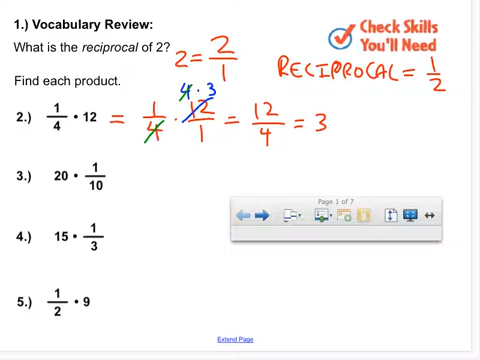 1.) Vocabulary Review:
Check Skills
You'll Need
What is the reciprocal of 2? 2 = 2/1
RECIPROCAL = 1/2
Find each product.
4 · 3
2.) 1/4 • 12 = 1/4 · 12/1 = 12/4 = 3
3.) 20 • 1/10
4.) 15 • 1/3
5.) 1/2 • 9
Page 1 of 7
Extend Page